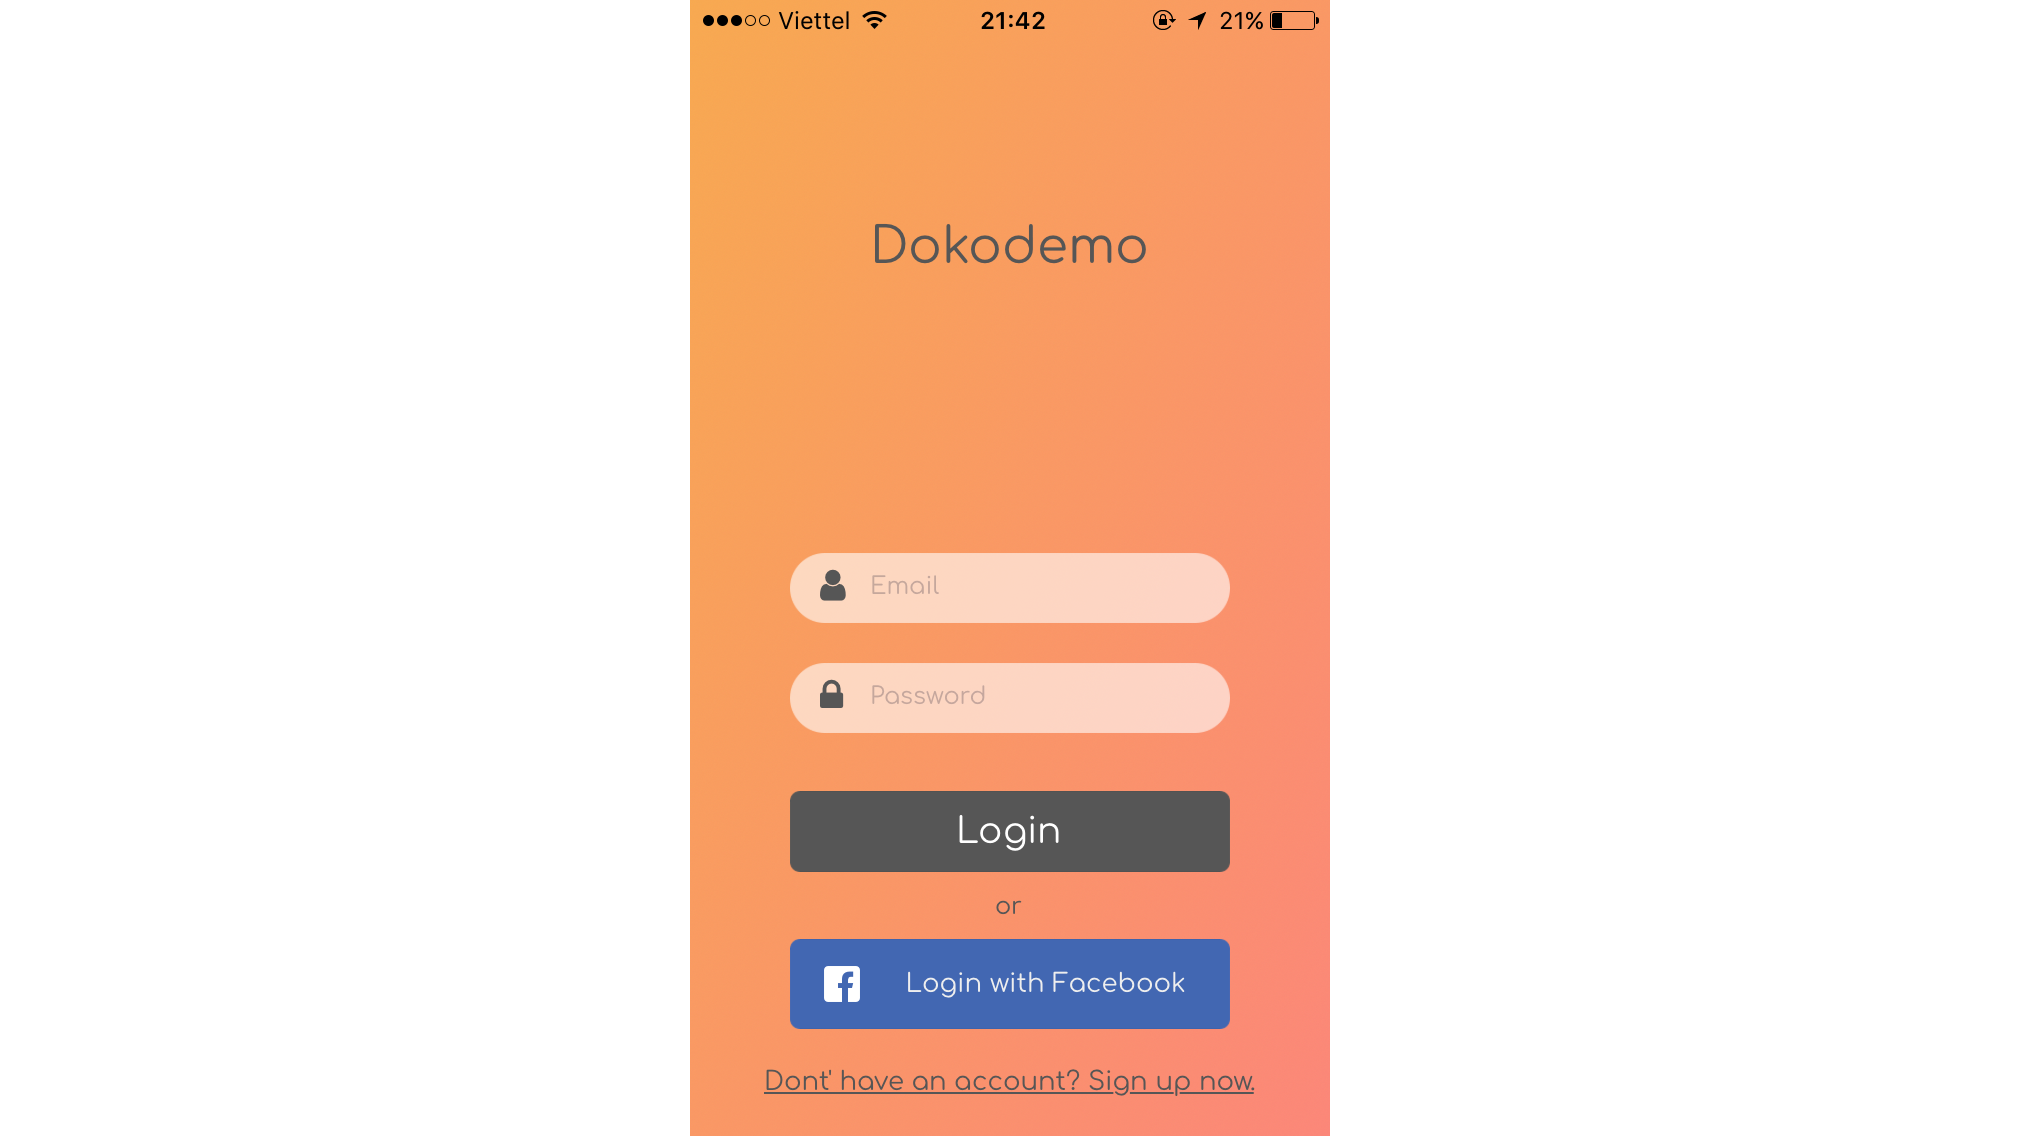 Viettel 21:42 21%
Dokodemo
Email
Password
Login
or
Login with Facebook
Dont' have an account? Sign up now.